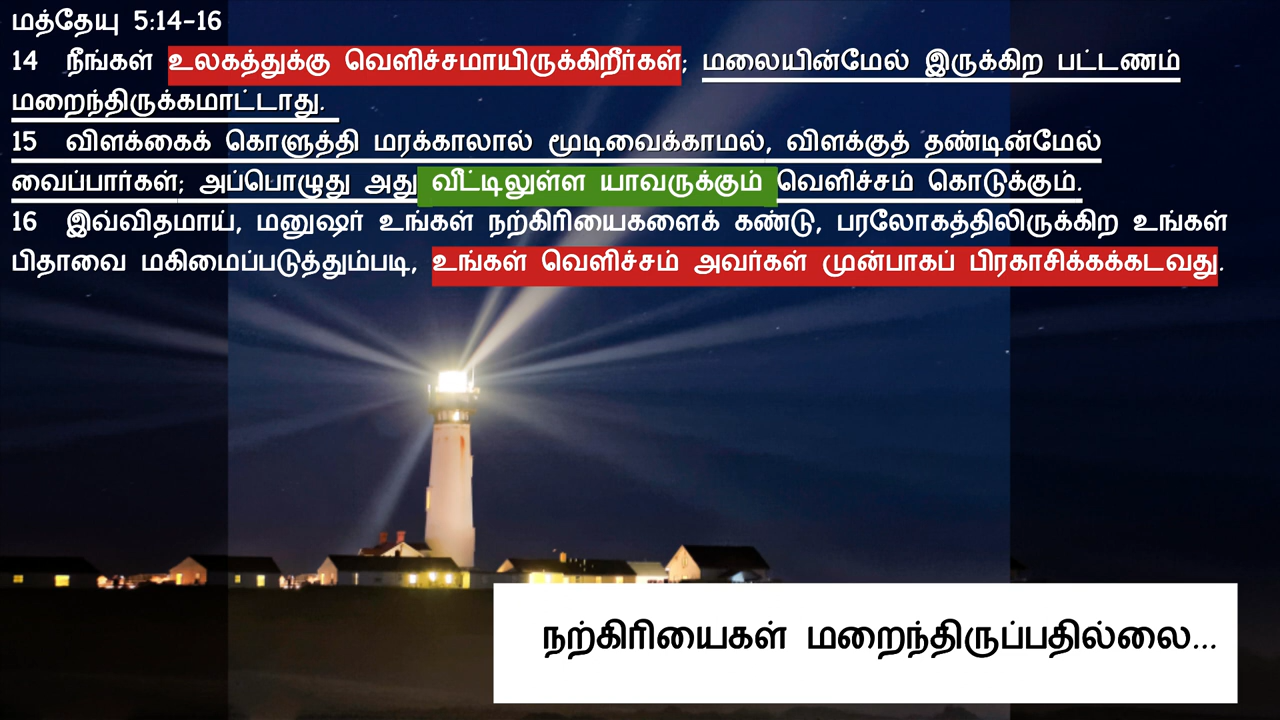 மத்தேயு 5:14-16
14 நீங்கள் உலகத்துக்கு வெளிச்சமாயிருக்கிறீர்கள்; மலையின்மேல் இருக்கிற பட்டணம்
மறைந்திருக்கமாட்டாது.
15 விளக்கைக் கொளுத்தி மரக்காலால் மூடிவைக்காமல், விளக்குத் தண்டின்மேல்
வைப்பார்கள்; அப்பொழுது அது வீட்டிலுள்ள யாவருக்கும் வெளிச்சம் கொடுக்கும்.
16 இவ்விதமாய், மனுஷர் உங்கள் நற்கிரியைகளைக் கண்டு, பரலோகத்திலிருக்கிற உங்கள்
பிதாவை மகிமைப்படுத்தும்படி, உங்கள் வெளிச்சம் அவர்கள் முன்பாகப் பிரகாசிக்கக்கடவது.
நற்கிரியைகள் மறைந்திருப்பதில்லை...